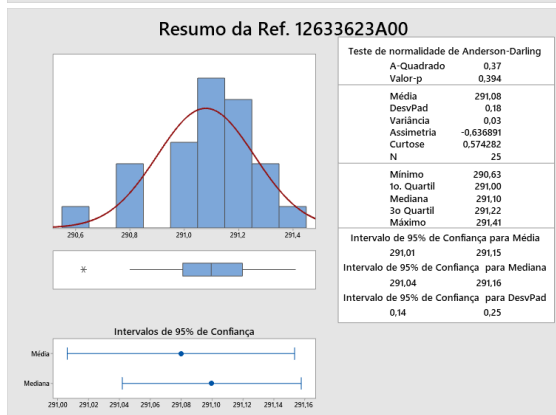 Resumo da Ref. 12633623A00
Teste de normalidade de Anderson-Darling
A-Quadrado 0,37
Valor-p 0,394
Média 291,08
DesvPad 0,18
Variância 0,03
Assimetria -0,636891
Curtose 0,574282
N 25
Mínimo 290,63
1o. Quartil 291,00
Mediana 291,10
3o Quartil 291,22
Máximo 291,41
Intervalo de 95% de Confiança para Média
291,01 291,15
Intervalo de 95% de Confiança para Mediana
291,04 291,16
Intervalo de 95% de Confiança para DesvPad
0,14 0,25
290,6 290,8 291,0 291,2 291,4
Intervalos de 95% de Confiança
Média
Mediana
291,00 291,02 291,04 291,06 291,08 291,10 291,12 291,14 291,16